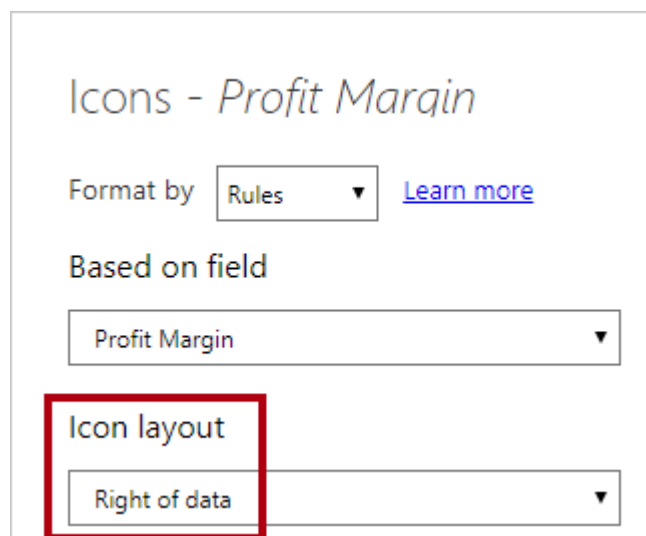 Icons - Profit Margin
Format by Rules Learn more
Based on field
Profit Margin
Icon layout
Right of data